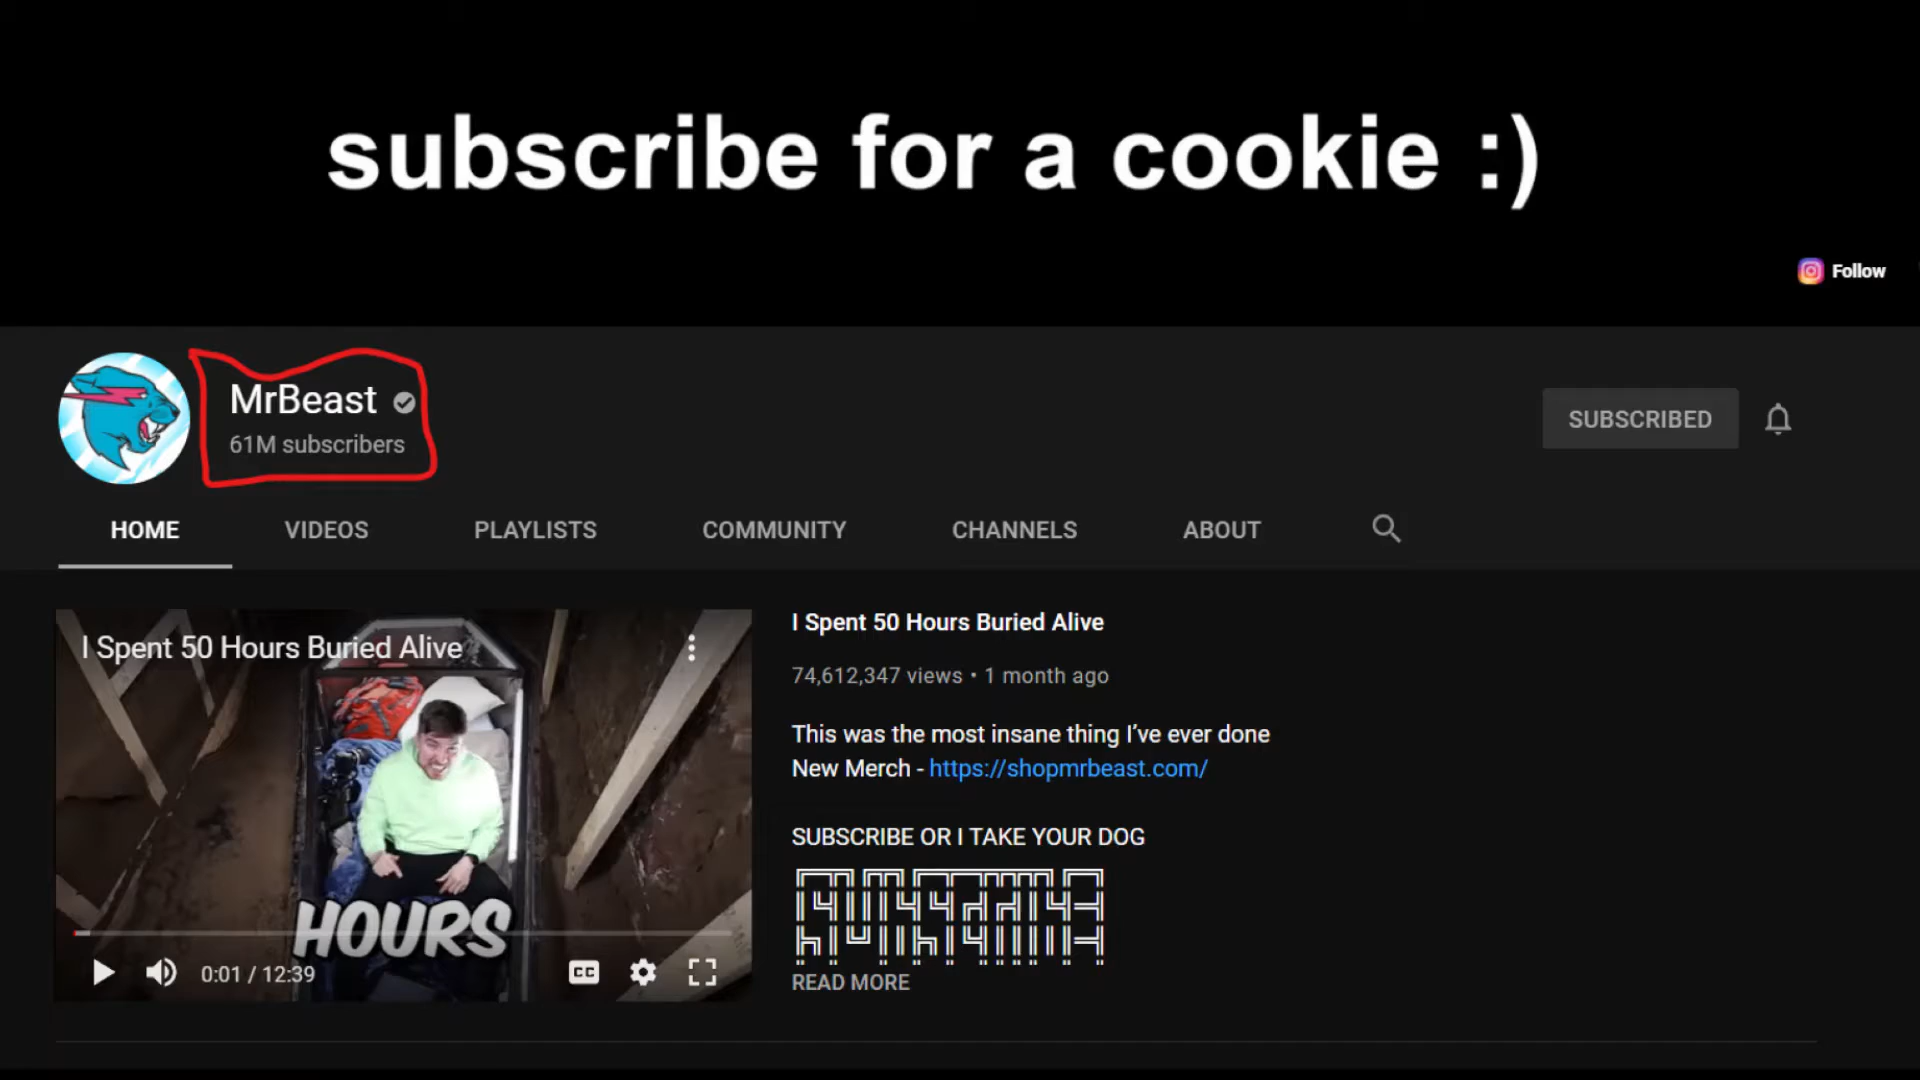 subscribe for a cookie :)
Follow
MrBeast
61M subscribers
SUBSCRIBED
HOME
VIDEOS
PLAYLISTS
COMMUNITY
CHANNELS
ABOUT
I Spent 50 Hours Buried Alive
HOURS
0:01 / 12:39
CC
I Spent 50 Hours Buried Alive
74,612,347 views • 1 month ago
This was the most insane thing I’ve ever done
New Merch - https://shopmrbeast.com/
SUBSCRIBE OR I TAKE YOUR DOG
READ MORE